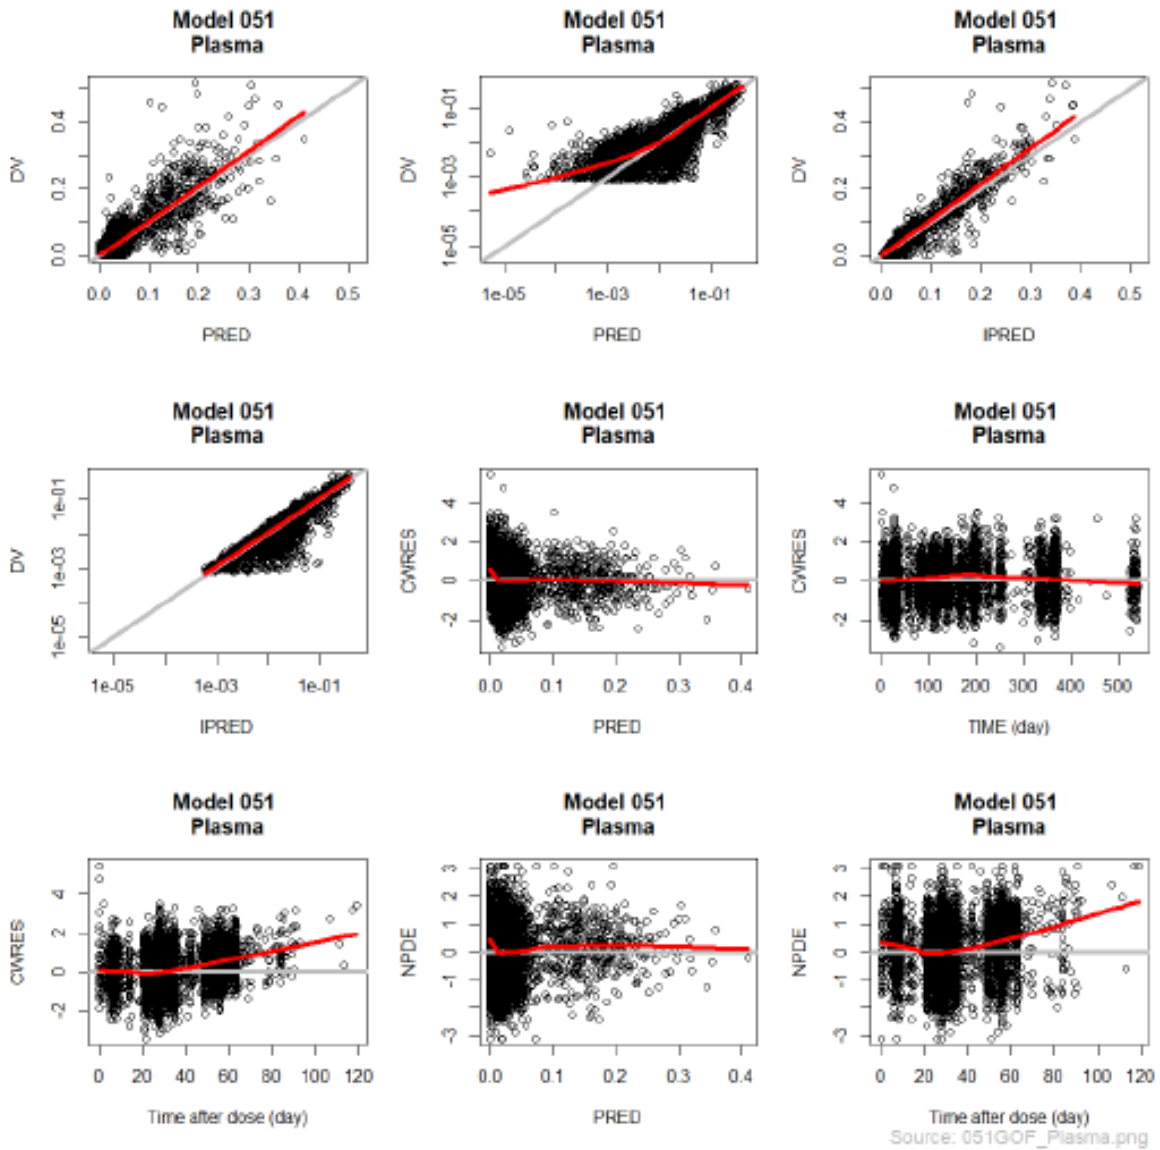 Model 051
Plasma
Model 051
Plasma
Model 051
Plasma
DV
0.0 0.2 0.4
0.0 0.1 0.2 0.3 0.4 0.5
PRED
DV
1e-05 1e-03 1e-01
1e-05 1e-03 1e-01
PRED
DV
0.0 0.2 0.4
0.0 0.1 0.2 0.3 0.4 0.5
IPRED
Model 051
Plasma
Model 051
Plasma
Model 051
Plasma
DV
1e-05 1e-03 1e-01
1e-05 1e-03 1e-01
IPRED
CWRES
-2 0 2 4
0.0 0.1 0.2 0.3 0.4
PRED
CWRES
-2 0 2 4
0 100 200 300 400 500
TIME (day)
Model 051
Plasma
Model 051
Plasma
Model 051
Plasma
CWRES
-2 0 2 4
0 20 40 60 80 100 120
Time after dose (day)
NPDE
-3 -1 0 1 2 3
0.0 0.1 0.2 0.3 0.4
PRED
NPDE
-3 -1 0 1 2 3
0 20 40 60 80 100 120
Time after dose (day)
Source: 051GOF_Plasma.png